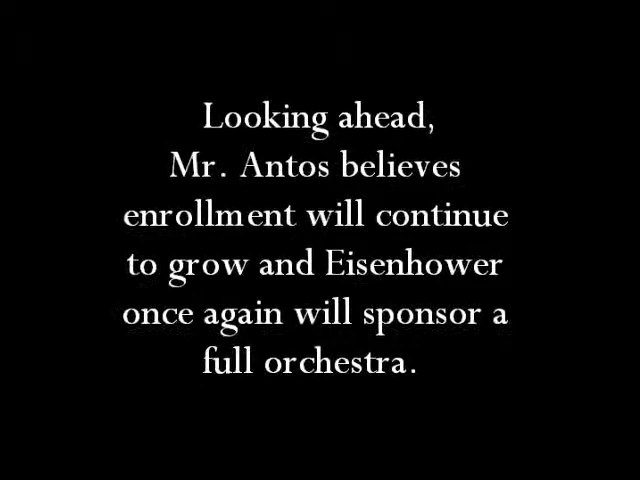 Looking ahead,
Mr. Antos believes
enrollment will continue
to grow and Eisenhower
once again will sponsor a
full orchestra.